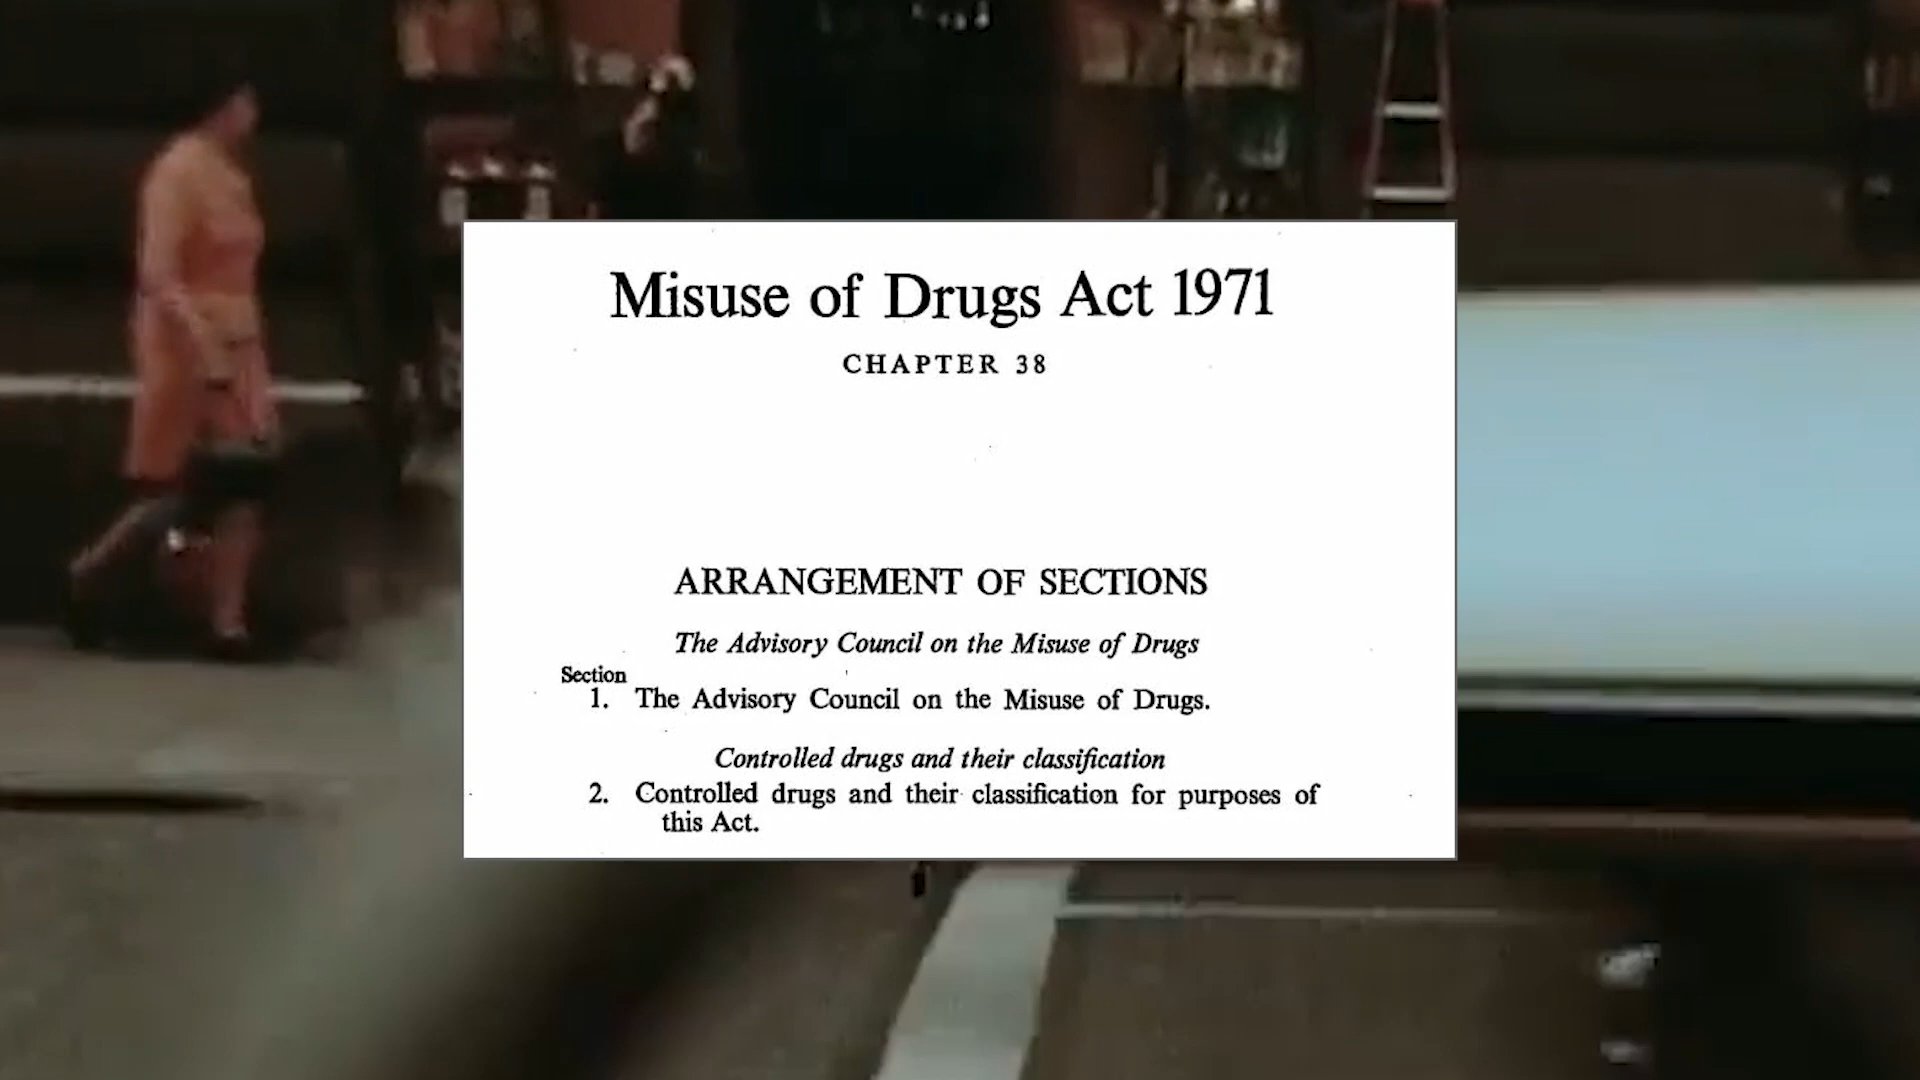 Misuse of Drugs Act 1971
CHAPTER 38
ARRANGEMENT OF SECTIONS
The Advisory Council on the Misuse of Drugs
Section
1. The Advisory Council on the Misuse of Drugs.
Controlled drugs and their classification
2. Controlled drugs and their classification for purposes of
this Act.